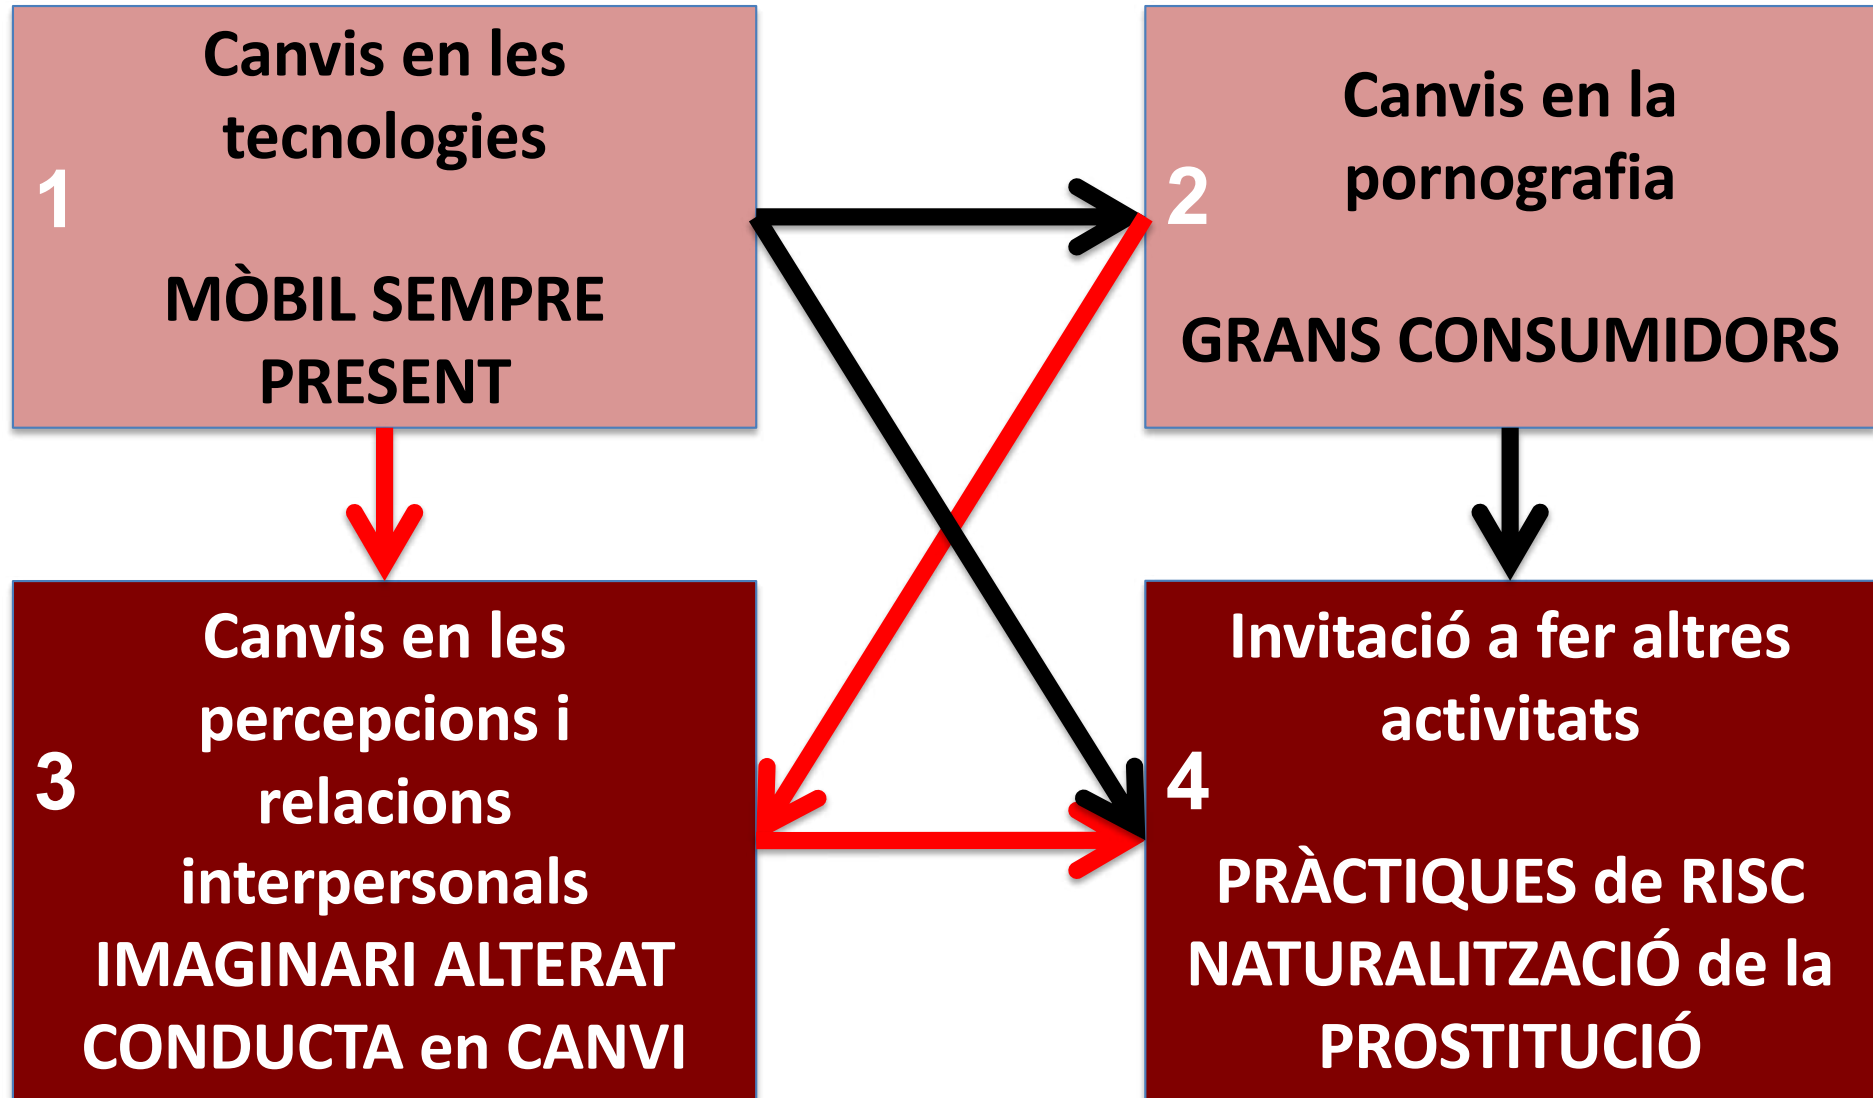 1
Canvis en les
tecnologies
MÒBIL SEMPRE
PRESENT
2
Canvis en la
pornografia
GRANS CONSUMIDORS
3
Canvis en les
percepcions i
relacions
interpersonals
IMAGINARI ALTERAT
CONDUCTA en CANVI
4
Invitació a fer altres
activitats
PRÀCTIQUES de RISC
NATURALITZACIÓ de la
PROSTITUCIÓ